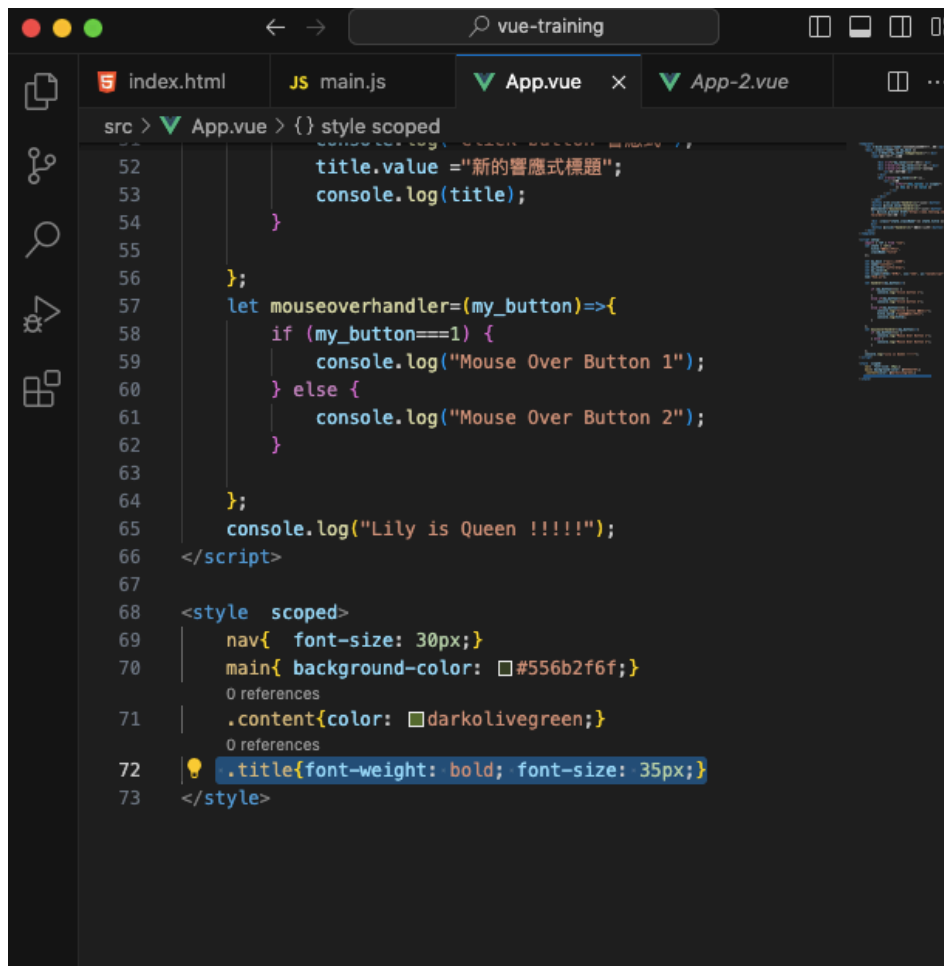 vue-training
index.html
JS main.js
App.vue
App-2.vue
src > App.vue > {} style scoped
52 title.value ="新的響應式標題";
53 console.log(title);
54 }
55
56 };
57 let mouseoverhandler=(my_button)=>{
58 if (my_button===1) {
59 console.log("Mouse Over Button 1");
60 } else {
61 console.log("Mouse Over Button 2");
62 }
63
64 };
65 console.log("Lily is Queen !!!!!");
66 </script>
67
68 <style  scoped>
69 nav{  font-size: 30px;}
70 main{ background-color: #556b2f6f;}
0 references
71 .content{color: darkolivegreen;}
0 references
72 .title{font-weight: bold; font-size: 35px;}
73 </style>